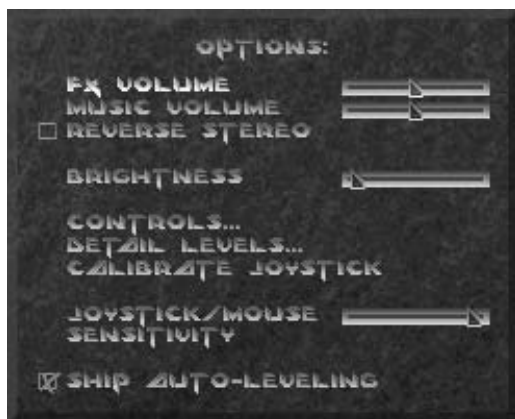 OPTIONS:
FX VOLUME
MUSIC VOLUME
REVERSE STEREO
BRIGHTNESS
CONTROLS...
DETAIL LEVELS...
CALIBRATE JOYSTICK
JOYSTICK/MOUSE
SENSITIVITY
SHIP AUTO-LEVELING